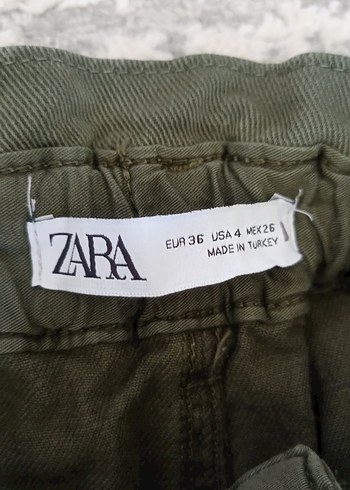 ZARA
EUR 36 USA 4 MEX 26
MADE IN TURKEY